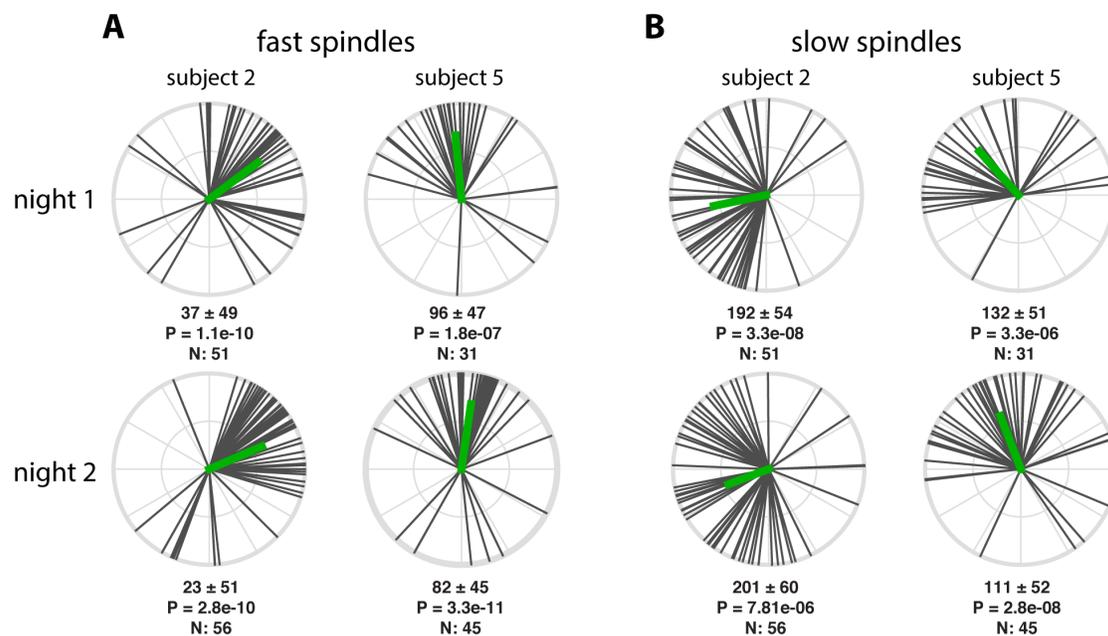 A
fast spindles
B
slow spindles
subject 2
subject 5
subject 2
subject 5
night 1
37 ± 49
P = 1.1e-10
N: 51
96 ± 47
P = 1.8e-07
N: 31
192 ± 54
P = 3.3e-08
N: 51
132 ± 51
P = 3.3e-06
N: 31
night 2
23 ± 51
P = 2.8e-10
N: 56
82 ± 45
P = 3.3e-11
N: 45
201 ± 60
P = 7.81e-06
N: 56
111 ± 52
P = 2.8e-08
N: 45